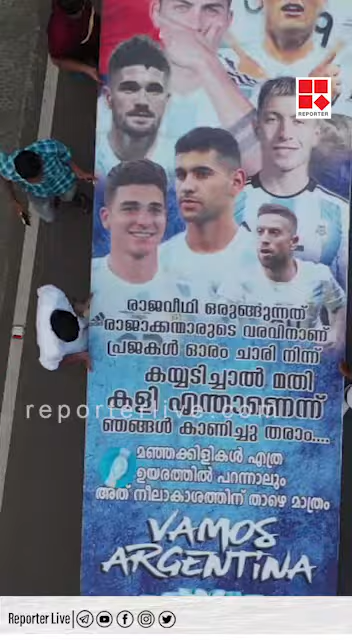 9
REPORTER
രാജവീഥി ഒരുങ്ങുന്നത്
രാജാക്കന്മാരുടെ വരവിനാണ്
പ്രജകൾ ഓരം ചാരി നിന്ന്
കയ്യടിച്ചാൽ മതി
കളി എന്താണെന്ന്
reporterlive.com
ഞങ്ങൾ കാണിച്ചു തരാം....
മഞ്ഞക്കിളികൾ എത്ര
ഉയരത്തിൽ പറന്നാലും
അത് നീലാകാശത്തിന് താഴെ മാത്രം
VAMOS
ARGENTINA
Reporter Live